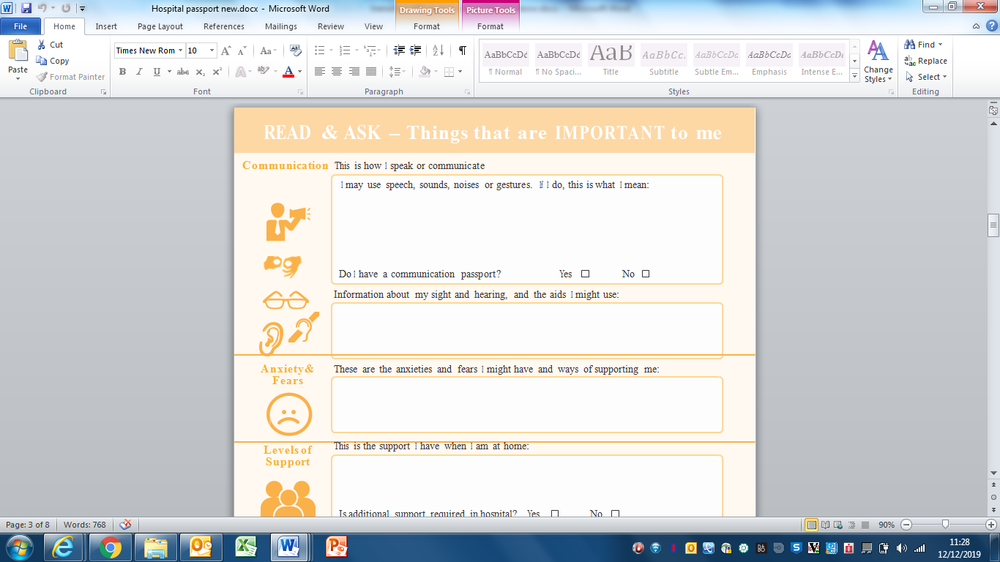 Hospital passport new.docx - Microsoft Word
Drawing Tools
Picture Tools
File
Home
Insert
Page Layout
References
Mailings
Review
View
Format
Format
Paste
Cut
Copy
Format Painter
Clipboard
Times New Rom
10
Font
Paragraph
AaBbCcDd
¶ Normal
AaBbCcDd
¶ No Spaci...
AaB
Title
AaBbCc.
Subtitle
AaBbCcDd
Subtle Em...
AaBbCcDd
Emphasis
AaBbCcDd
Intense E...
Change
Styles
Styles
Find
Replace
Select
Editing
READ & ASK – Things that are IMPORTANT to me
Communication
This is how I speak or communicate
I may use speech, sounds, noises or gestures. If I do, this is what I mean:
Do I have a communication passport? Yes No
Information about my sight and hearing, and the aids I might use:
Anxiety &
Fears
These are the anxieties and fears I might have and ways of supporting me:
Levels of
Support
This is the support I have when I am at home:
Is additional support required in hospital? Yes No
Page: 3 of 8
Words: 768
90%
11:28
12/12/2019